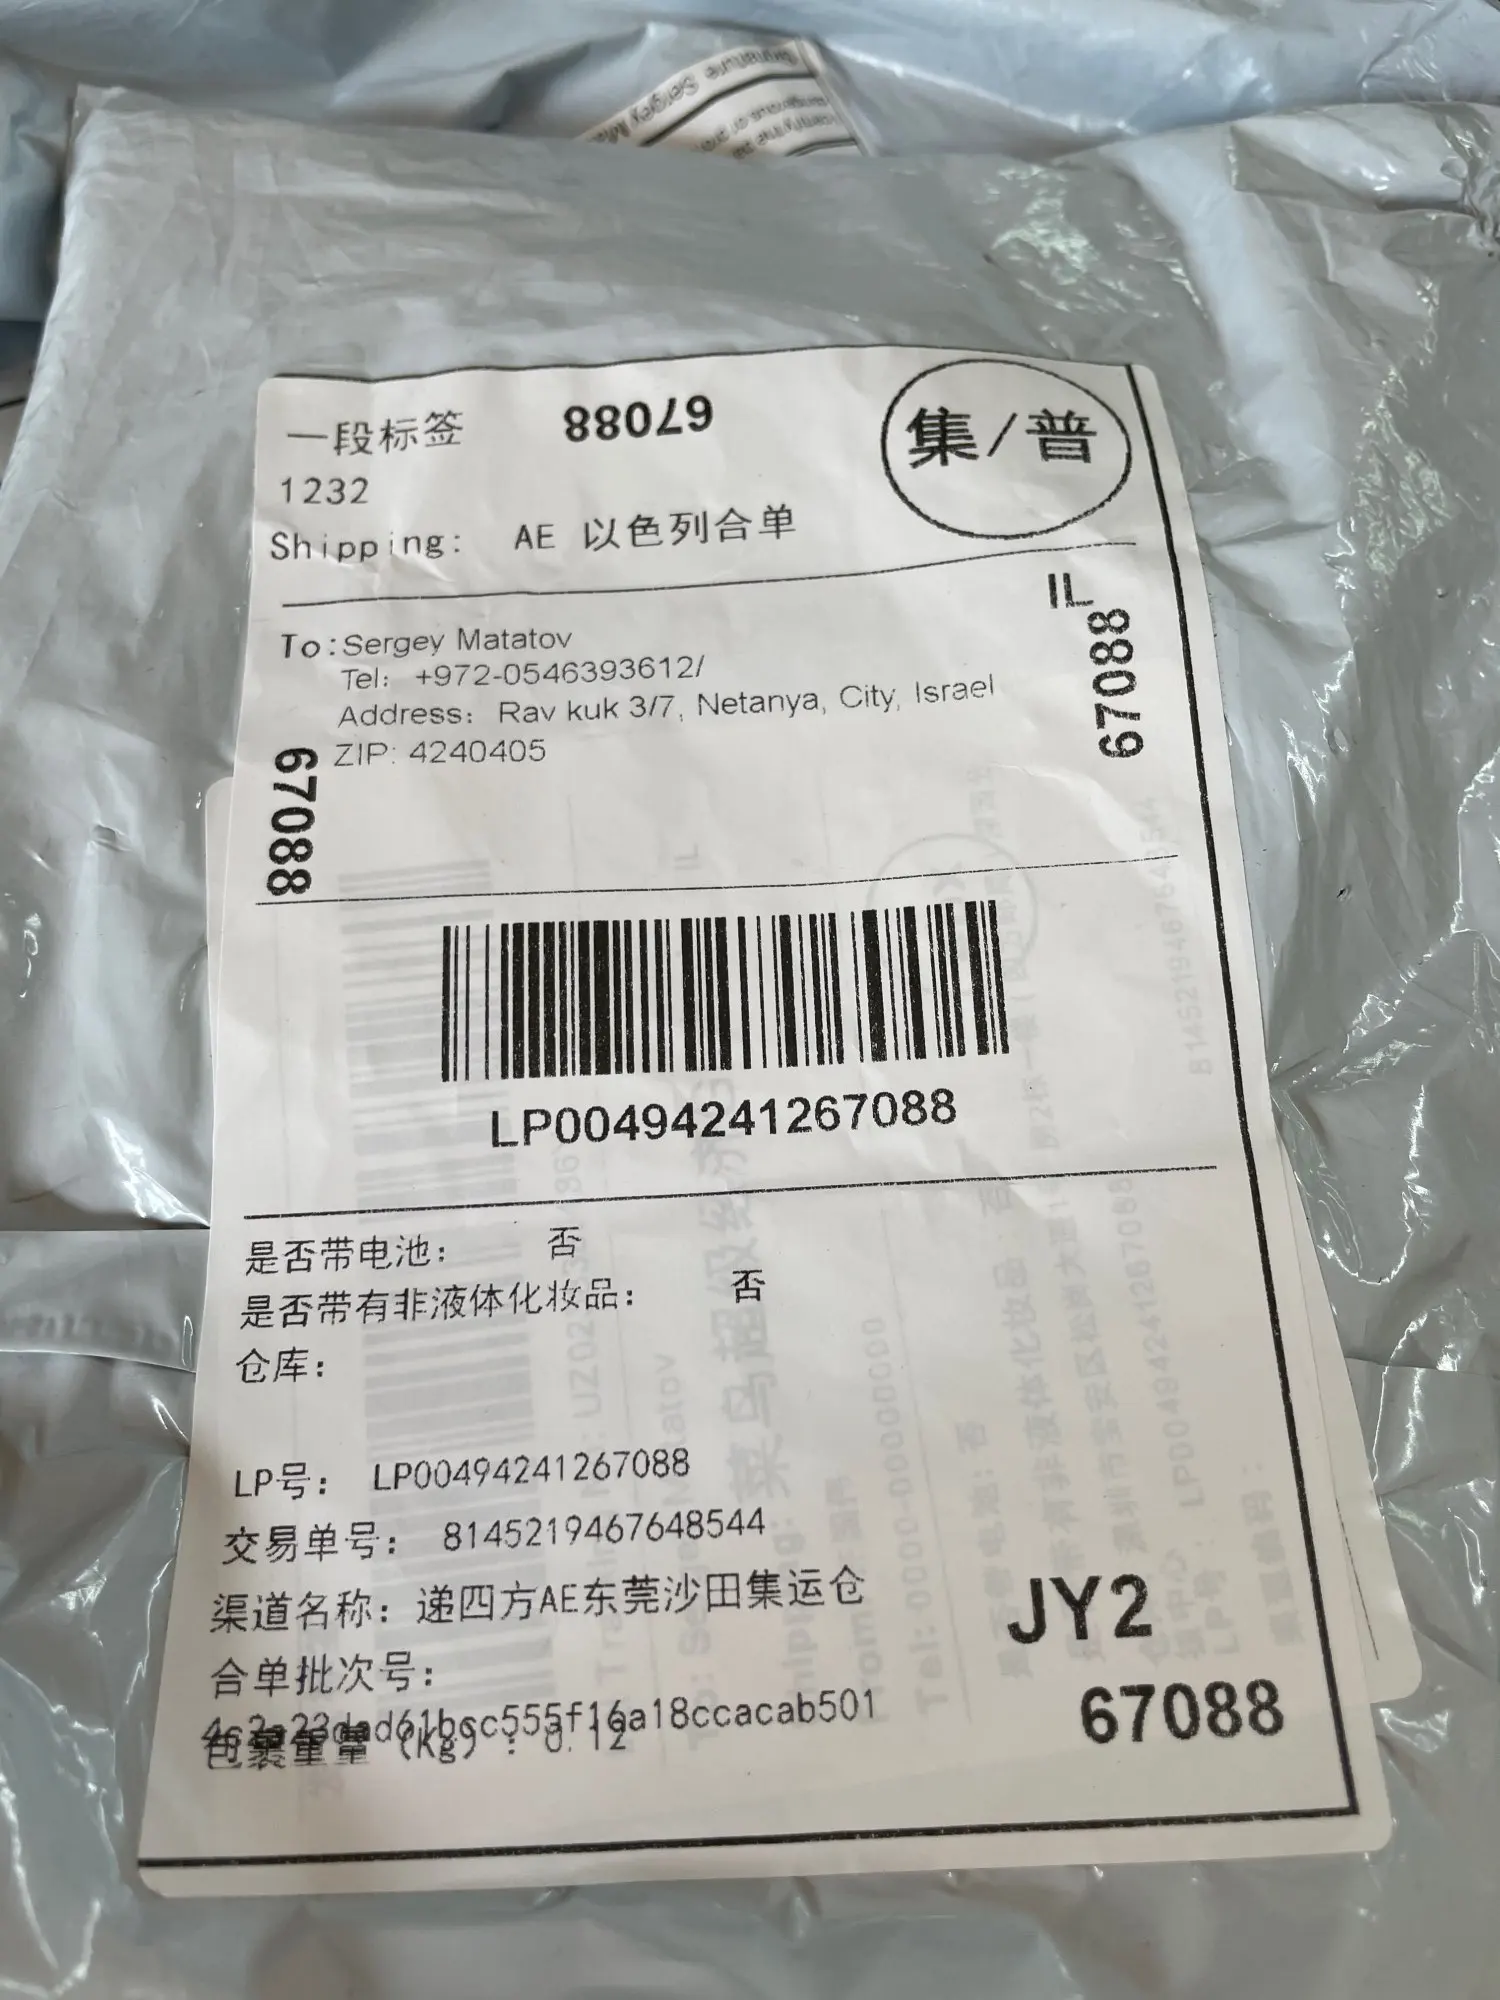 Signature Sergey
一段标签
67088
集/普
1232
Shipping: AE 以色列合单
IL
67088
To:Sergey Matatov
Tel: +972-0546393612/
Address: Rav kuk 3/7, Netanya, City, Israel
ZIP: 4240405
67088
LP00494241267088
是否带电池: 否
是否带有非液体化妆品: 否
仓库:
LP号: LP00494241267088
交易单号: 8145219467648544
渠道名称: 递四方AE东莞沙田集运仓
JY2
合单批次号:
4c2a23dad61bcc555f16a18ccacab501
包裹重量 (kg) : 0.12
67088